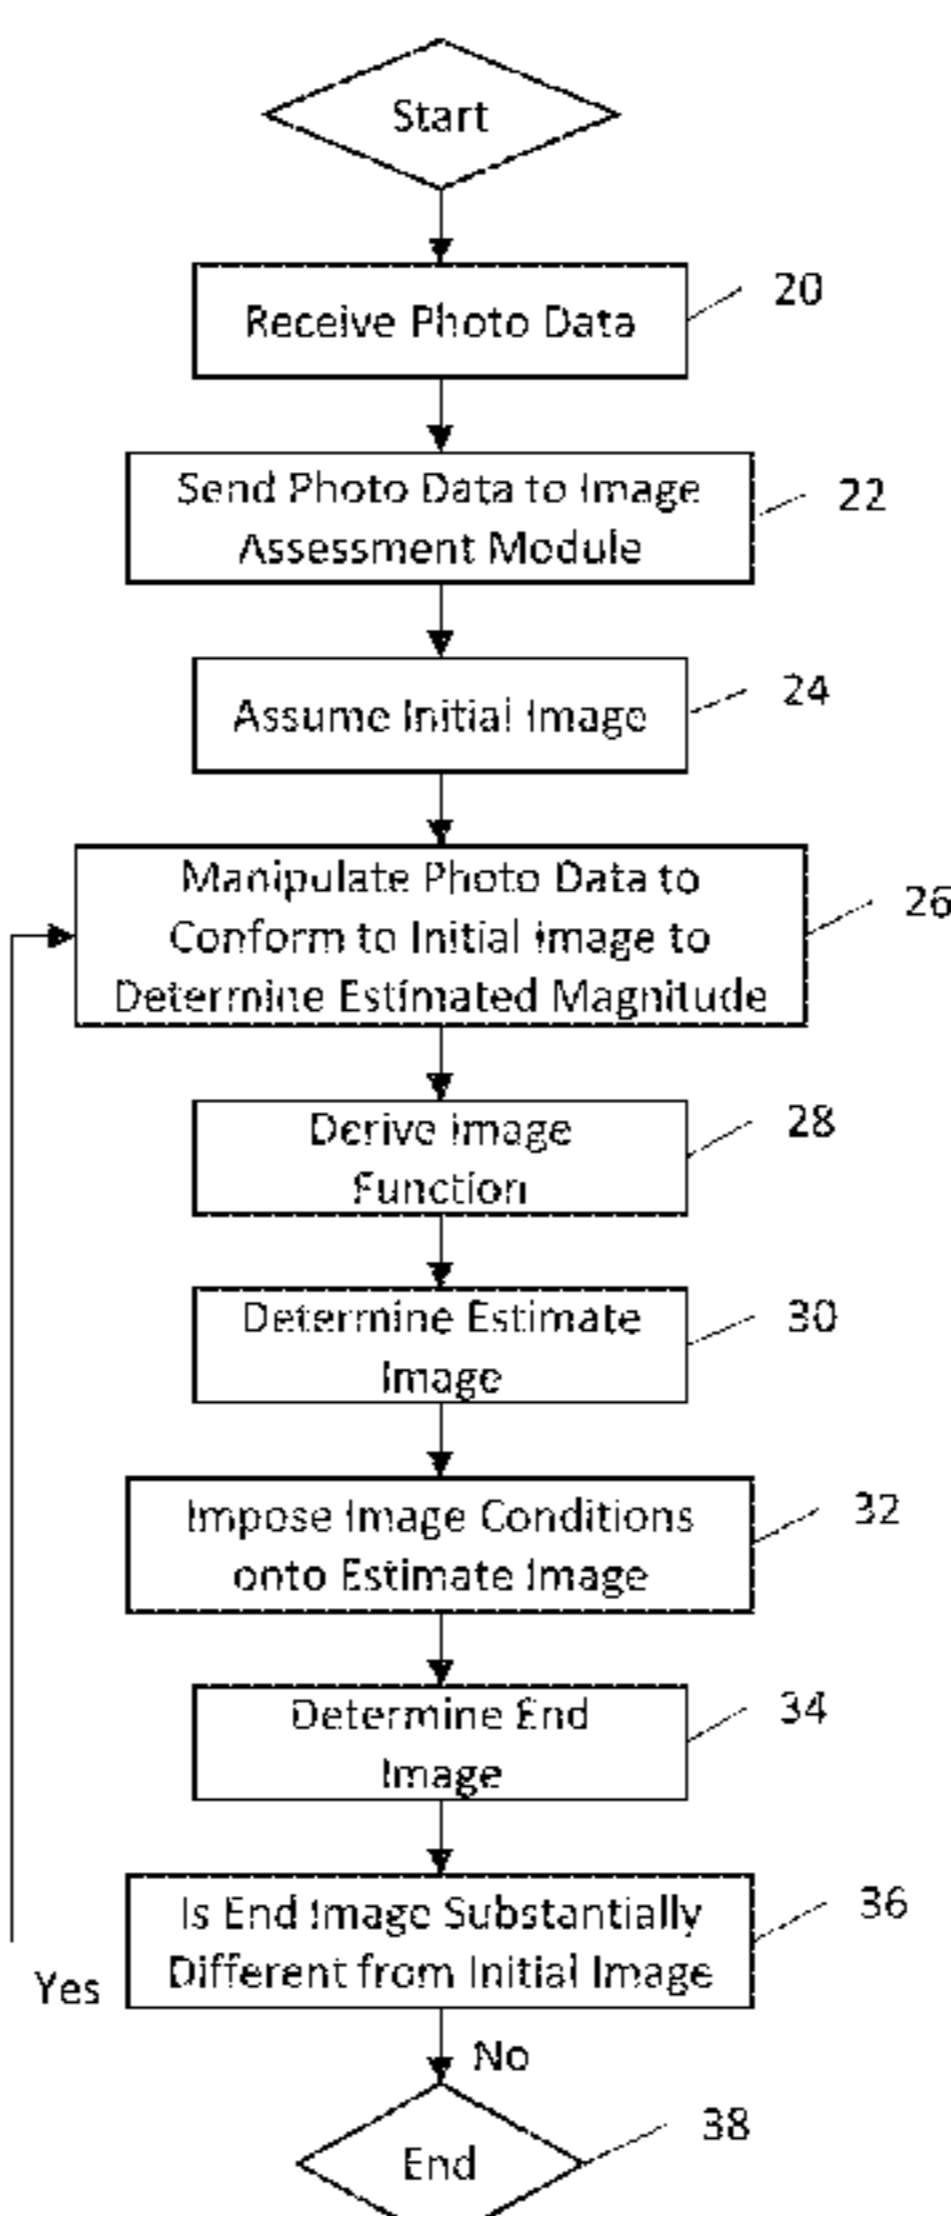 Start
Receive Photo Data
20
Send Photo Data to Image
Assessment Module
22
Assume Initial Image
24
Manipulate Photo Data to
Conform to Initial image to
Determine Estimated Magnitude
26
Derive image
Function
28
Determine Estimate
Image
30
Impose Image Conditions
onto Estimate Image
32
Determine End
Image
34
Is End Image Substantially
Different from Initial Image
36
Yes
No
End
38